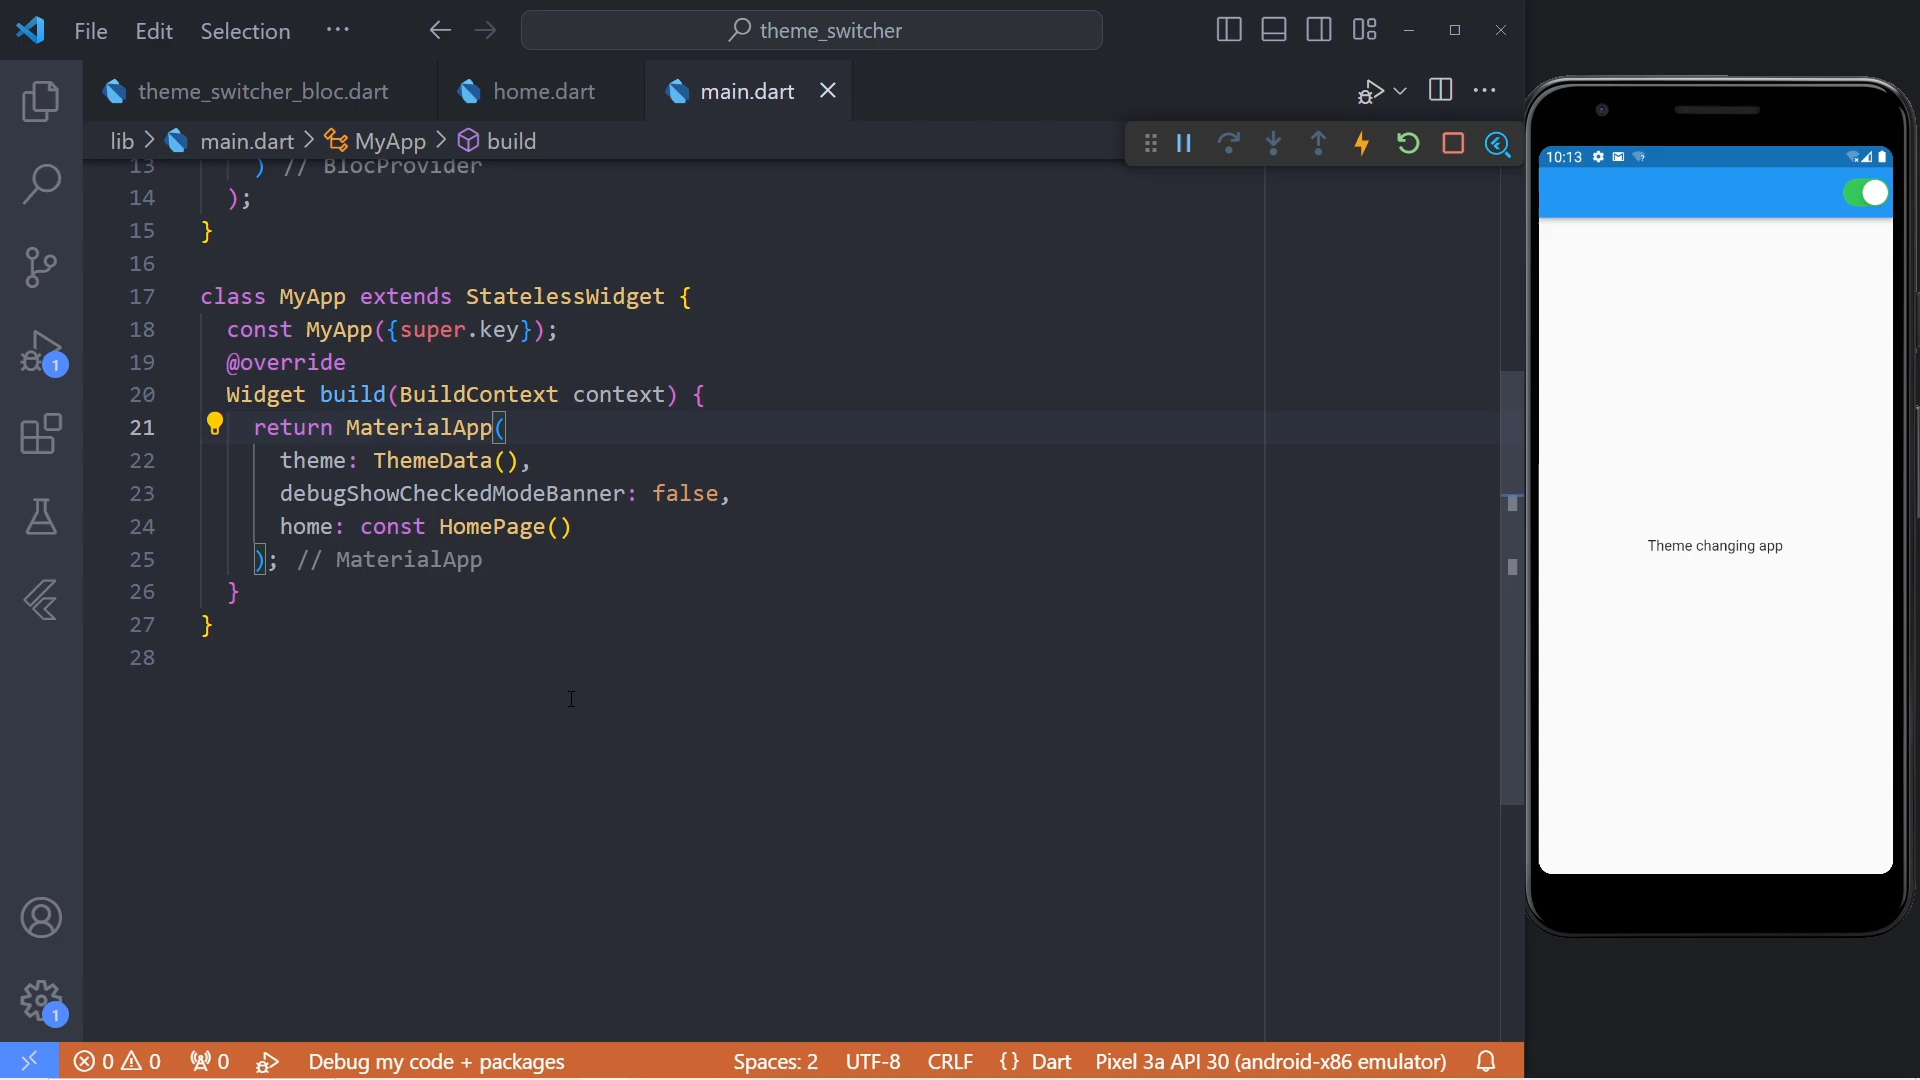 File Edit Selection ··· theme_switcher
theme_switcher_bloc.dart home.dart main.dart
lib > main.dart > MyApp > build
13 ) // BlocProvider
14 );
15 }
16
17 class MyApp extends StatelessWidget {
18 const MyApp({super.key});
19 @override
20 Widget build(BuildContext context) {
21 return MaterialApp(
22 theme: ThemeData(),
23 debugShowCheckedModeBanner: false,
24 home: const HomePage()
25 ); // MaterialApp
26 }
27 }
28
1
1
0 0 0 Debug my code + packages Spaces: 2 UTF-8 CRLF {} Dart Pixel 3a API 30 (android-x86 emulator)
10:13
Theme changing app